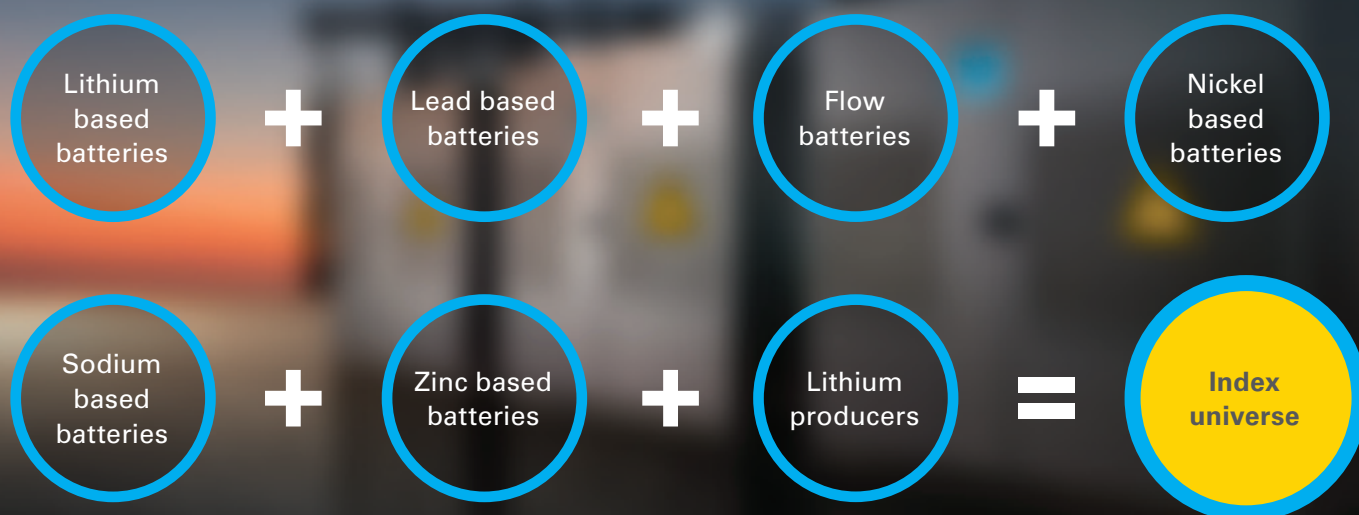 Lithium
based
batteries
+
Lead based
batteries
+
Flow
batteries
+
Nickel
based
batteries
Sodium
based
batteries
+
Zinc based
batteries
+
Lithium
producers
=
Index
universe